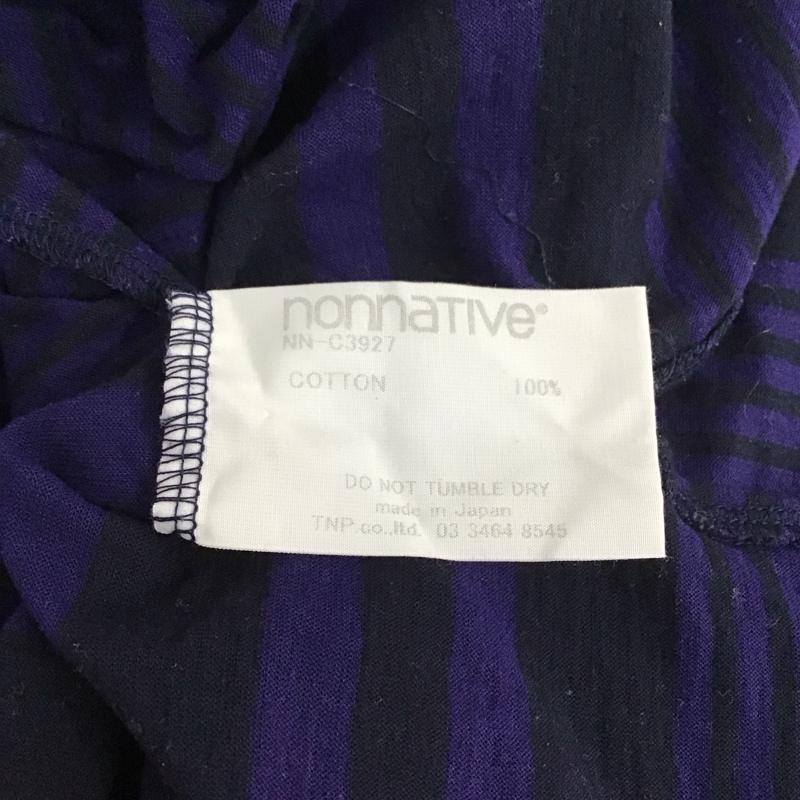 nonnative®
NN-C3927
COTTON 100%
DO NOT TUMBLE DRY
made in Japan
TNP.co.,ltd. 03 3464 8545